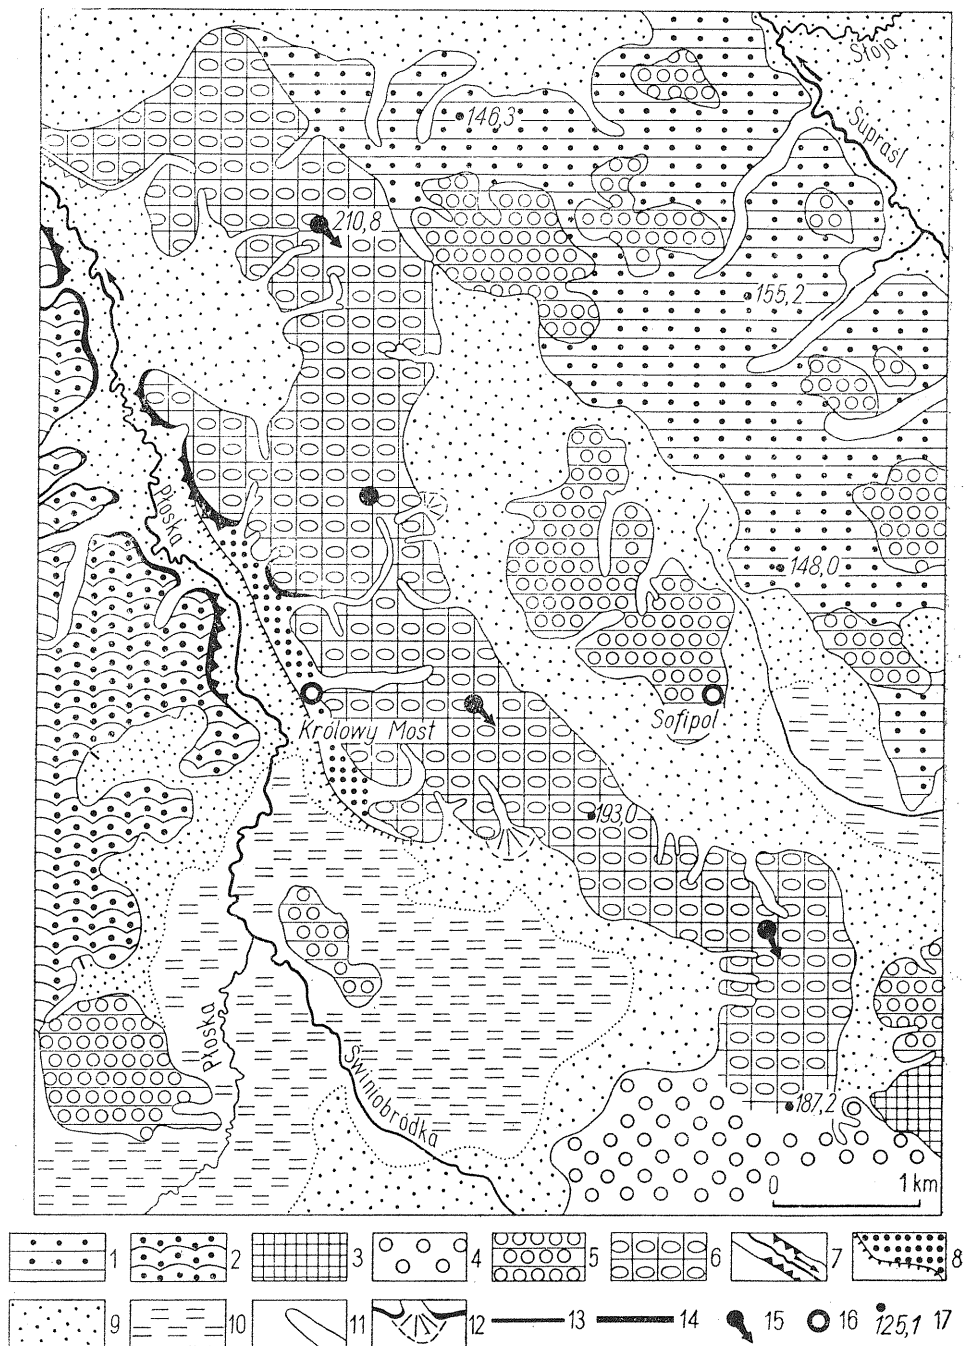 Słoja
Supraśl
146,3
210,8
155,2
Płoska
148,0
Królowy Most
Sofipol
193,0
Płoska
Świniobródka
187,2
0 1 km
1 2 3 4 5 6 7 8
9 10 11 12 13 14 15 16 125,1 17